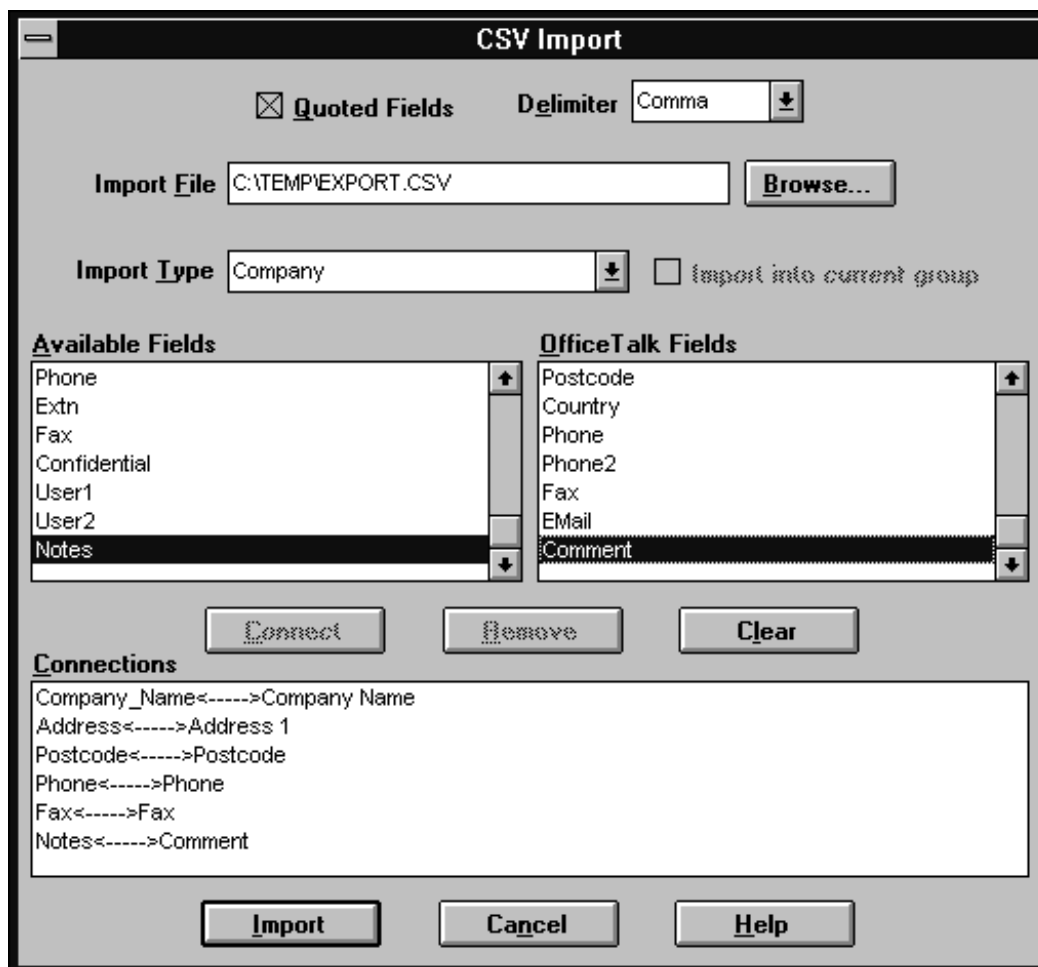 CSV Import
Quoted Fields Delimiter Comma
Import File C:\TEMP\EXPORT.CSV Browse...
Import Type Company Import into current group
Available Fields OfficeTalk Fields
Phone Postcode
Extn Country
Fax Phone
Confidential Phone2
User1 Fax
User2 EMail
Notes Comment
Connect Remove Clear
Connections
Company_Name<----->Company Name
Address<----->Address 1
Postcode<----->Postcode
Phone<----->Phone
Fax<----->Fax
Notes<----->Comment
Import Cancel Help